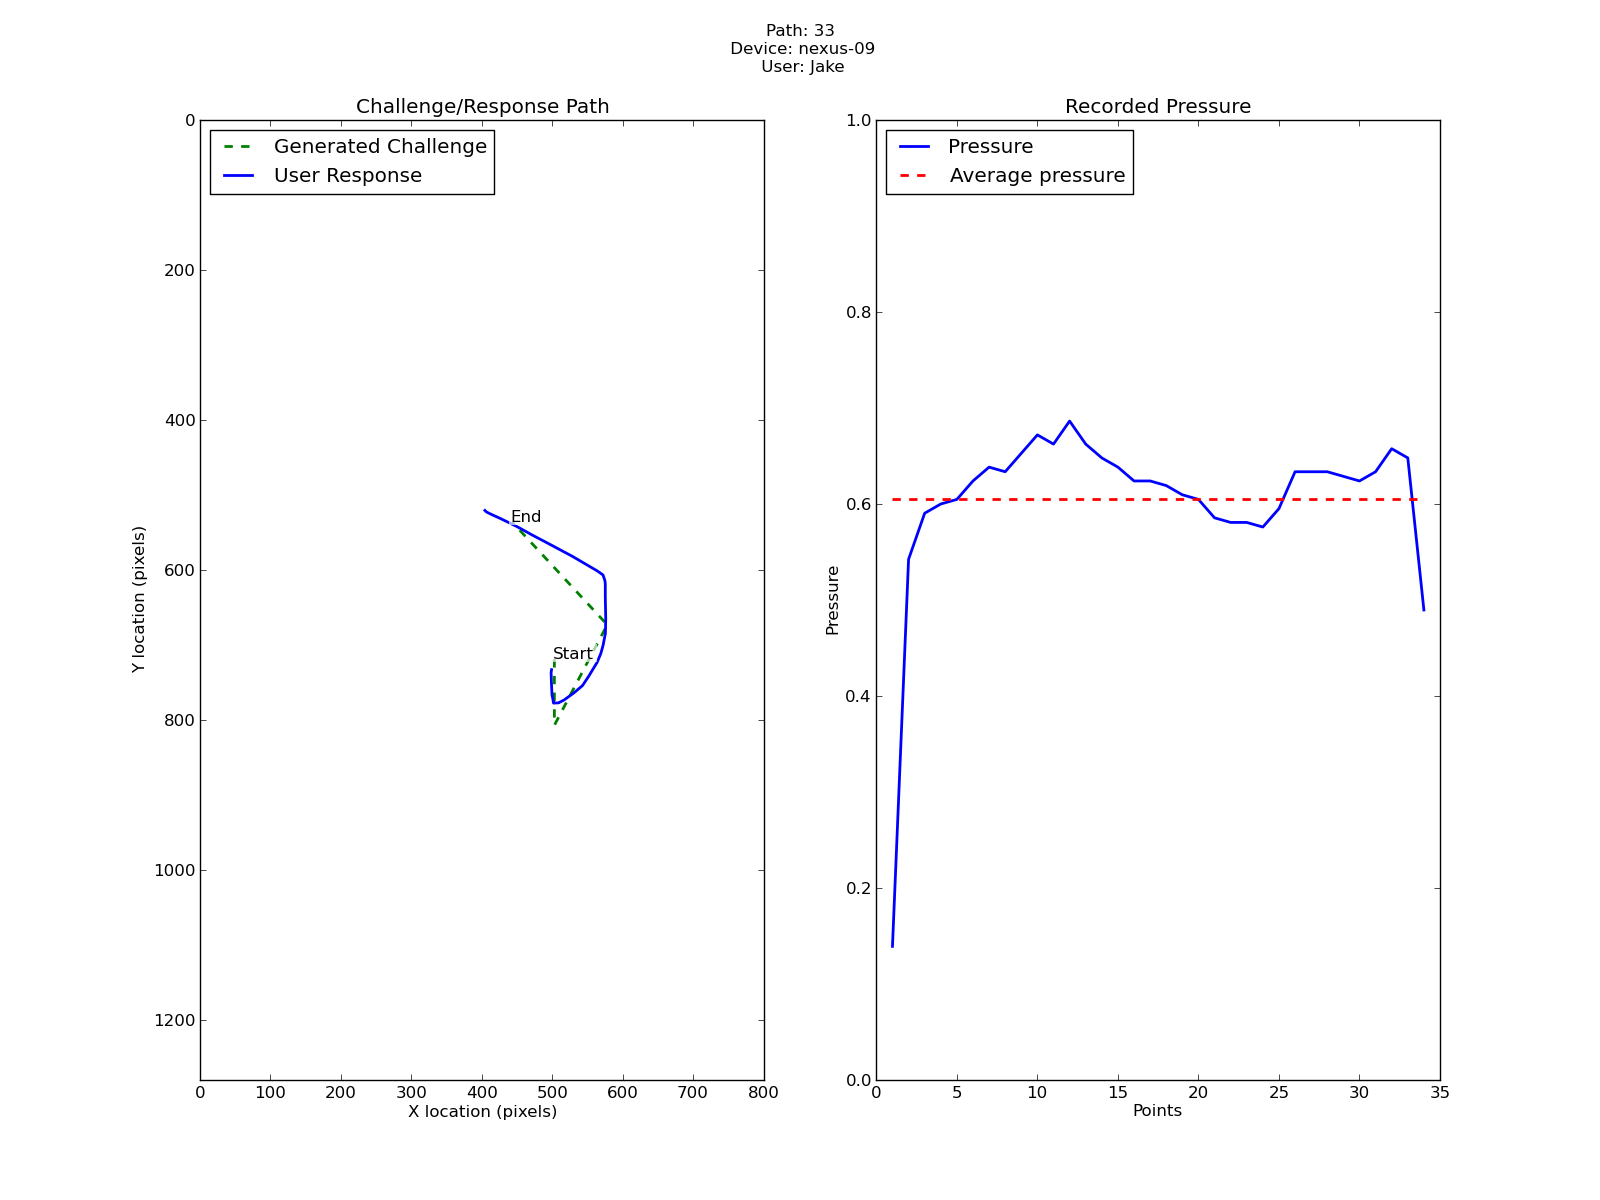 Path: 33
Device: nexus-09
User: Jake
Challenge/Response Path
Generated Challenge
User Response
0
200
400
600
800
1000
1200
Y location (pixels)
End
Start
0 100 200 300 400 500 600 700 800
X location (pixels)
Recorded Pressure
Pressure
Average pressure
1.0
0.8
0.6
0.4
0.2
0.0
Pressure
0 5 10 15 20 25 30 35
Points